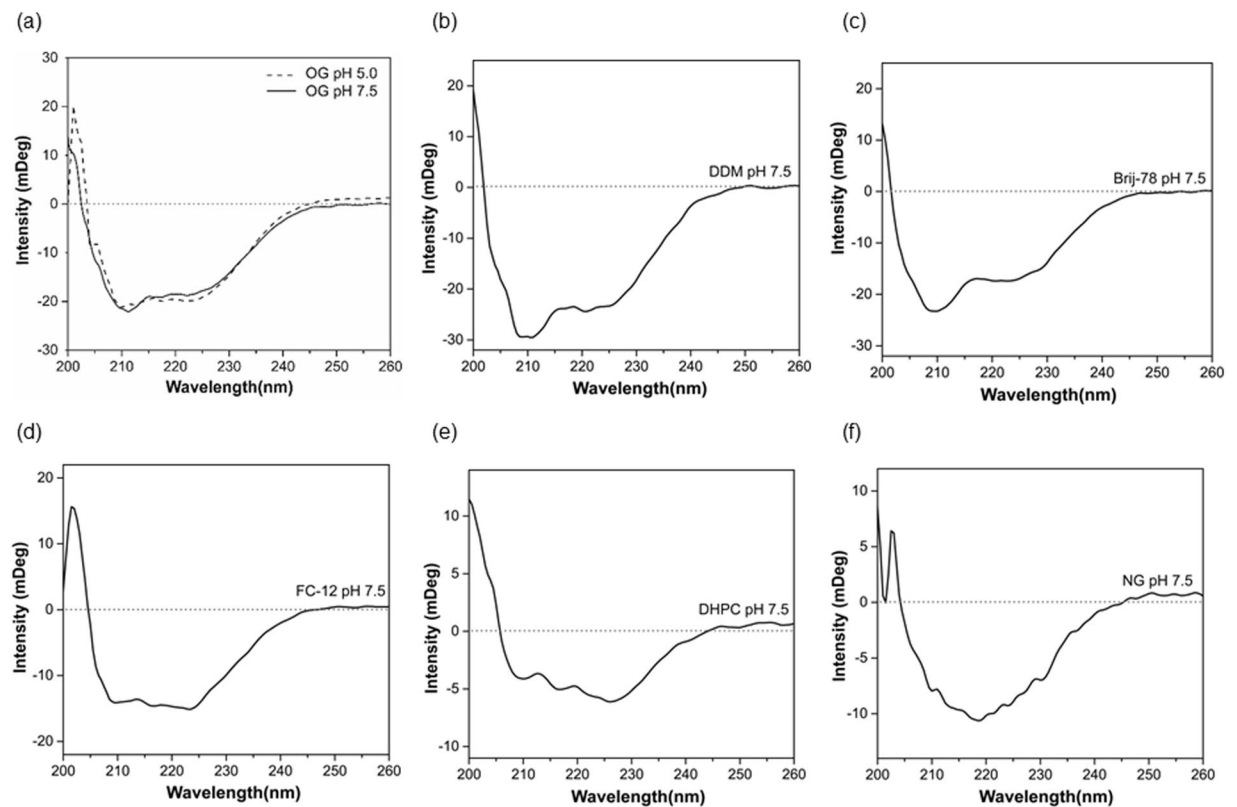 (a)
30
20
10
0
-10
-20
-30
Intensity (mDeg)
OG pH 5.0
OG pH 7.5
200 210 220 230 240 250 260
Wavelength(nm)
(b)
20
10
0
-10
-20
-30
Intensity (mDeg)
DDM pH 7.5
200 210 220 230 240 250 260
Wavelength(nm)
(c)
20
10
0
-10
-20
-30
Intensity (mDeg)
Brij-78 pH 7.5
200 210 220 230 240 250 260
Wavelength(nm)
(d)
20
10
0
-10
-20
Intensity (mDeg)
FC-12 pH 7.5
200 210 220 230 240 250 260
Wavelength(nm)
(e)
10
5
0
-5
-10
Intensity (mDeg)
DHPC pH 7.5
200 210 220 230 240 250 260
Wavelength(nm)
(f)
10
5
0
-5
-10
Intensity (mDeg)
NG pH 7.5
200 210 220 230 240 250 260
Wavelength(nm)